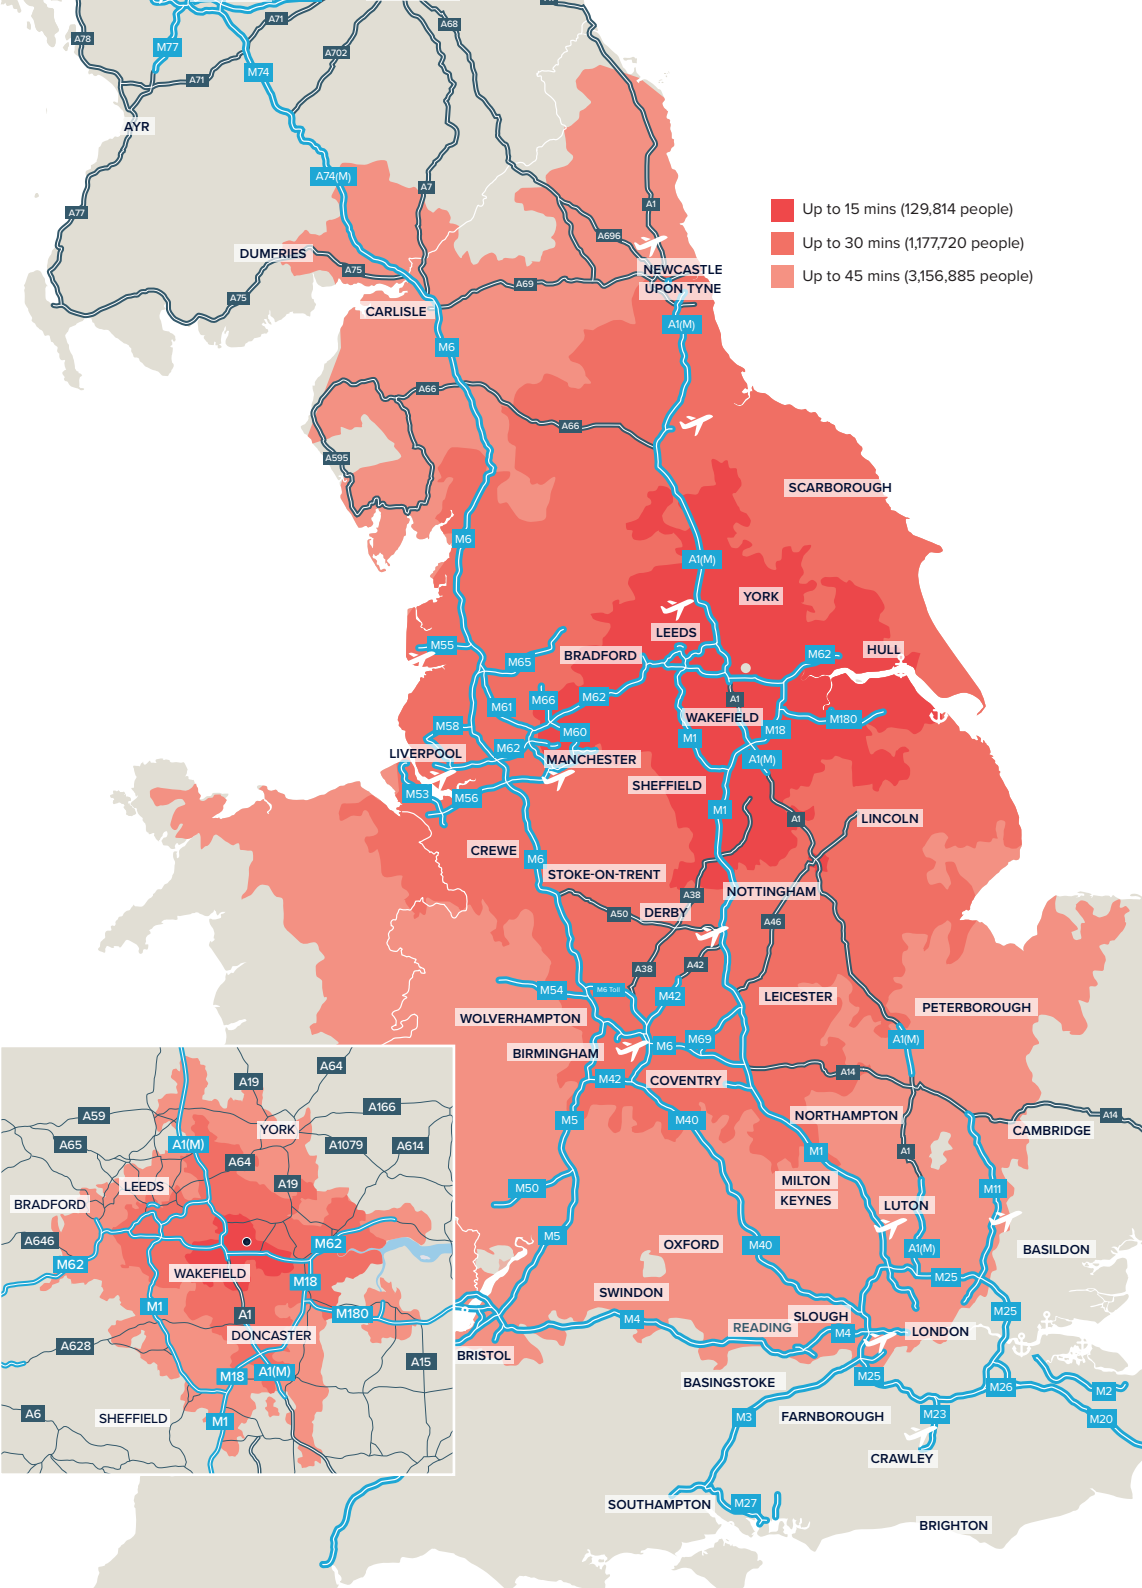 A71
A78
A68
M77
A702
M74
A71
AYR
A74(M)
A7
A77
A1
Up to 15 mins (129,814 people)
A696
Up to 30 mins (1,177,720 people)
DUMFRIES
A75
NEWCASTLE
UPON TYNE
Up to 45 mins (3,156,885 people)
A69
A75
CARLISLE
A1(M)
M6
A66
A66
A595
SCARBOROUGH
M6
A1(M)
YORK
LEEDS
M55
BRADFORD
M62
HULL
M65
M66
M62
A1
M61
WAKEFIELD
M180
M58
M60
M18
M1
M62
LIVERPOOL
MANCHESTER
A1(M)
SHEFFIELD
M53
M56
M1
A1
LINCOLN
CREWE
M6
STOKE-ON-TRENT
NOTTINGHAM
A38
A50
DERBY
A46
A38
A42
M54
M6 Toll
M42
LEICESTER
PETERBOROUGH
WOLVERHAMPTON
A1(M)
M69
M6
BIRMINGHAM
A14
M42
COVENTRY
M5
M40
NORTHAMPTON
A14
CAMBRIDGE
M1
A1
MILTON
KEYNES
M50
M11
LUTON
M5
OXFORD
M40
A1(M)
BASILDON
M25
SWINDON
M25
M4
SLOUGH
READING
M4
LONDON
BRISTOL
M25
BASINGSTOKE
M26
M2
M3
FARNBOROUGH
M23
M20
CRAWLEY
SOUTHAMPTON
M27
BRIGHTON
A64
A19
A166
A59
YORK
A65
A1(M)
A1079
A614
A64
LEEDS
A19
BRADFORD
A646
M62
M62
WAKEFIELD
M18
M1
A1
M180
DONCASTER
A628
A15
M18
A1(M)
A6
SHEFFIELD
M1